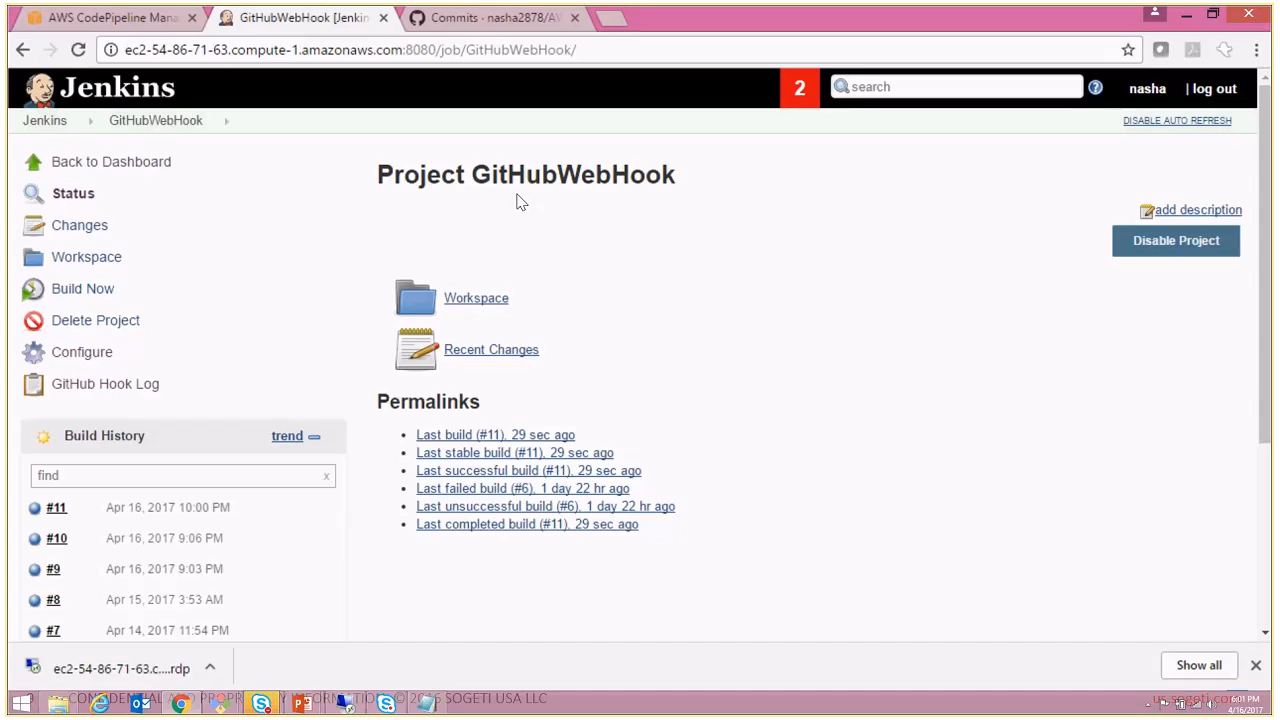 AWS CodePipeline Mana
GitHubWebHook [Jenkin
Commits · nasha2878/AW
ec2-54-86-71-63.compute-1.amazonaws.com:8080/job/GitHubWebHook/
Jenkins
2
search
nasha
| log out
Jenkins
GitHubWebHook
DISABLE AUTO REFRESH
Back to Dashboard
Status
Changes
Workspace
Build Now
Delete Project
Configure
GitHub Hook Log
Project GitHubWebHook
add description
Disable Project
Workspace
Recent Changes
Permalinks
Last build (#11), 29 sec ago
Last stable build (#11), 29 sec ago
Last successful build (#11), 29 sec ago
Last failed build (#6), 1 day 22 hr ago
Last unsuccessful build (#6), 1 day 22 hr ago
Last completed build (#11), 29 sec ago
Build History
trend
find
x
#11 Apr 16, 2017 10:00 PM
#10 Apr 16, 2017 9:06 PM
#9 Apr 16, 2017 9:03 PM
#8 Apr 15, 2017 3:53 AM
#7 Apr 14, 2017 11:54 PM
ec2-54-86-71-63.c....rdp
Show all
SOGETI USA LLC
6:01 PM
4/16/2017